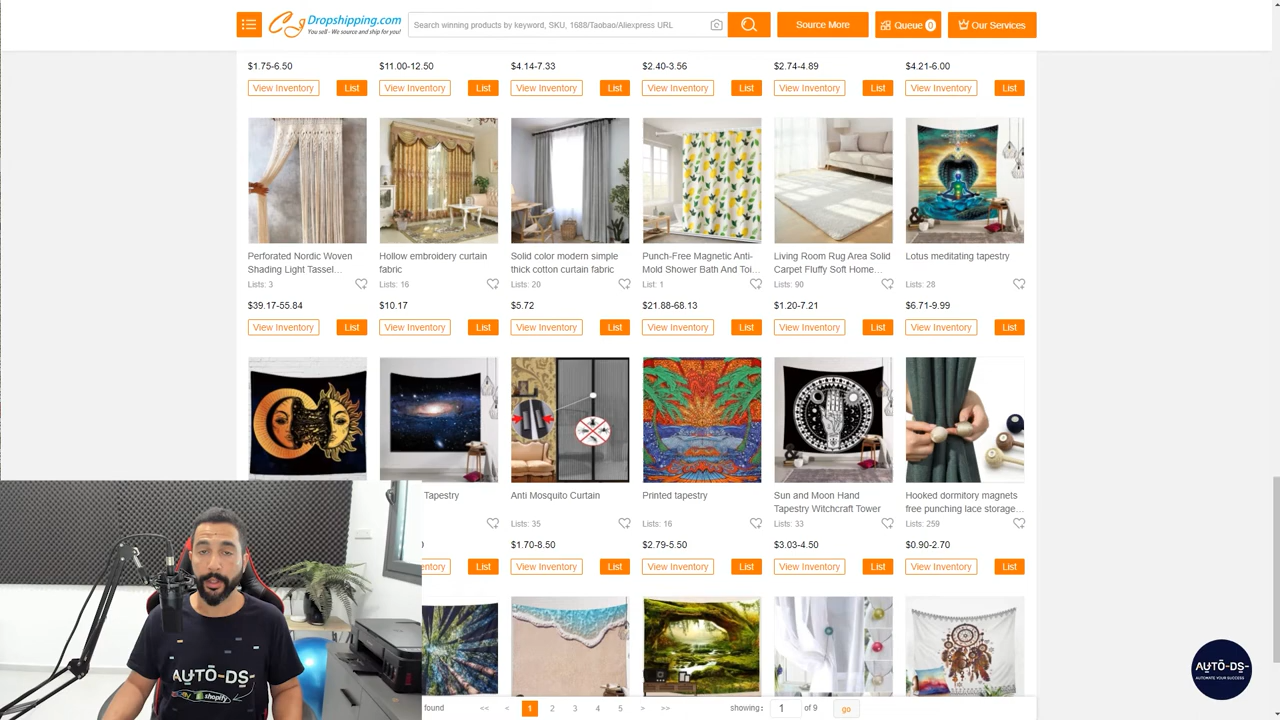 CJ Dropshipping.com
You sell - We source and ship for you!
Search winning products by keyword, SKU, 1688/Taobao/Aliexpress URL
Source More
Queue 0
Our Services
$1.75-6.50 $11.00-12.50 $4.14-7.33 $2.40-3.56 $2.74-4.89 $4.21-6.00
View Inventory List View Inventory List View Inventory List View Inventory List View Inventory List View Inventory List
Perforated Nordic Woven
Shading Light Tassel...
Lists: 3
$39.17-55.84
View Inventory List
Hollow embroidery curtain
fabric
Lists: 16
$10.17
View Inventory List
Solid color modern simple
thick cotton curtain fabric
Lists: 20
$5.72
View Inventory List
Punch-Free Magnetic Anti-
Mold Shower Bath And Toi...
List: 1
$21.88-68.13
View Inventory List
Living Room Rug Area Solid
Carpet Fluffy Soft Home...
Lists: 90
$1.20-7.21
View Inventory List
Lotus meditating tapestry
Lists: 28
$6.71-9.99
View Inventory List
Tapestry
List
Anti Mosquito Curtain
Lists: 35
$1.70-8.50
View Inventory List
Printed tapestry
Lists: 16
$2.79-5.50
View Inventory List
Sun and Moon Hand
Tapestry Witchcraft Tower
Lists: 33
$3.03-4.50
View Inventory List
Hooked dormitory magnets
free punching lace storage...
Lists: 259
$0.90-2.70
View Inventory List
found << < 1 2 3 4 5 > >> showing: 1 of 9 go
AUTO-DS-
shopify
AUTO-DS-
AUTOMATE YOUR SUCCESS